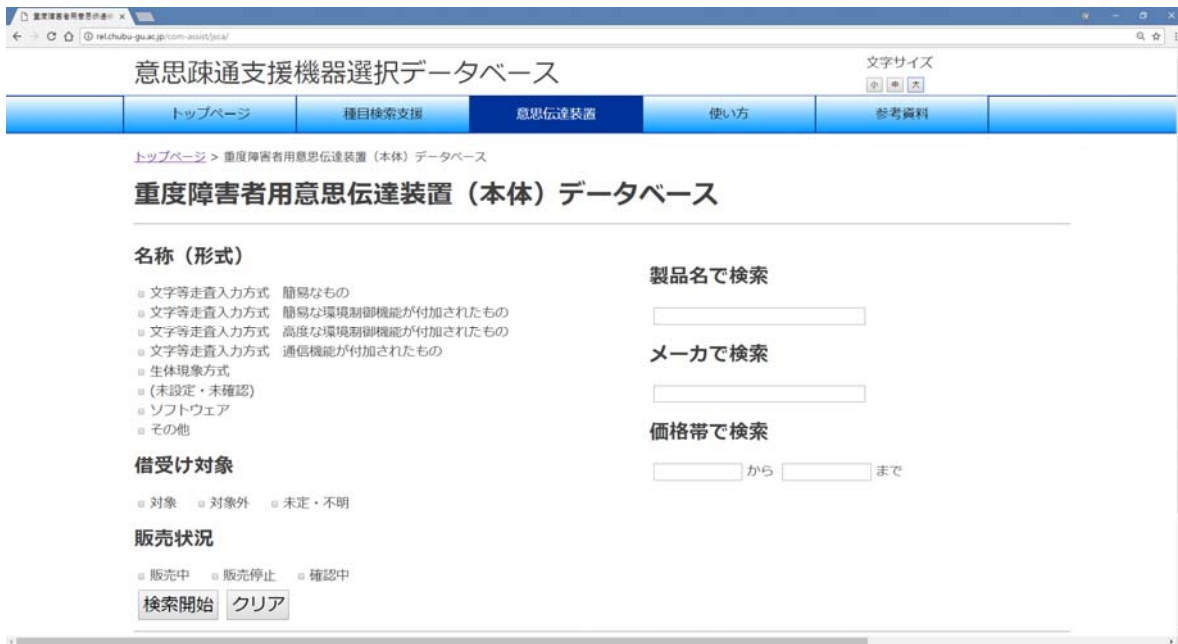 rel.chubu-gu.ac.jp/com-assist/jsca/
意思疎通支援機器選択データベース
文字サイズ
小 中 大
トップページ 種目検索支援 意思伝達装置 使い方 参考資料
トップページ > 重度障害者用意思伝達装置（本体）データベース
重度障害者用意思伝達装置（本体）データベース
名称（形式）
文字等走査入力方式　簡易なもの
文字等走査入力方式　簡易な環境制御機能が付加されたもの
文字等走査入力方式　高度な環境制御機能が付加されたもの
文字等走査入力方式　通信機能が付加されたもの
生体現象方式
(未設定・未確認)
ソフトウェア
その他
借受け対象
対象 対象外 未定・不明
販売状況
販売中 販売停止 確認中
検索開始 クリア
製品名で検索
メーカで検索
価格帯で検索
から まで